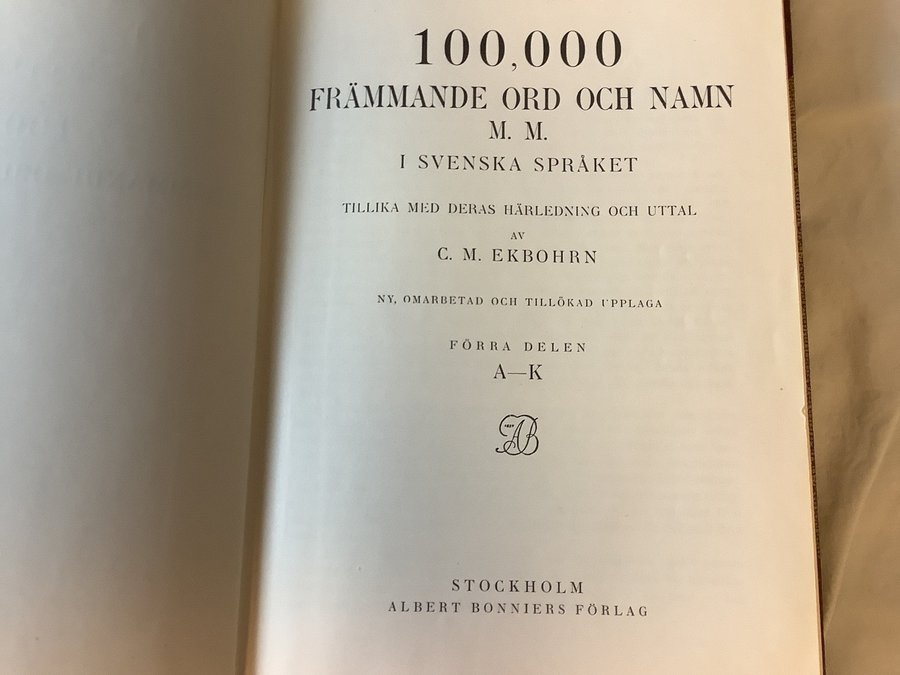 100,000
FRÄMMANDE ORD OCH NAMN
M. M.
I SVENSKA SPRÅKET
TILLIKA MED DERAS HÄRLEDNING OCH UTTAL
AV
C. M. EKBOHRN
NY, OMARBETAD OCH TILLÖKAD UPPLAGA
FÖRRA DELEN
A—K
AB
STOCKHOLM
ALBERT BONNIERS FÖRLAG